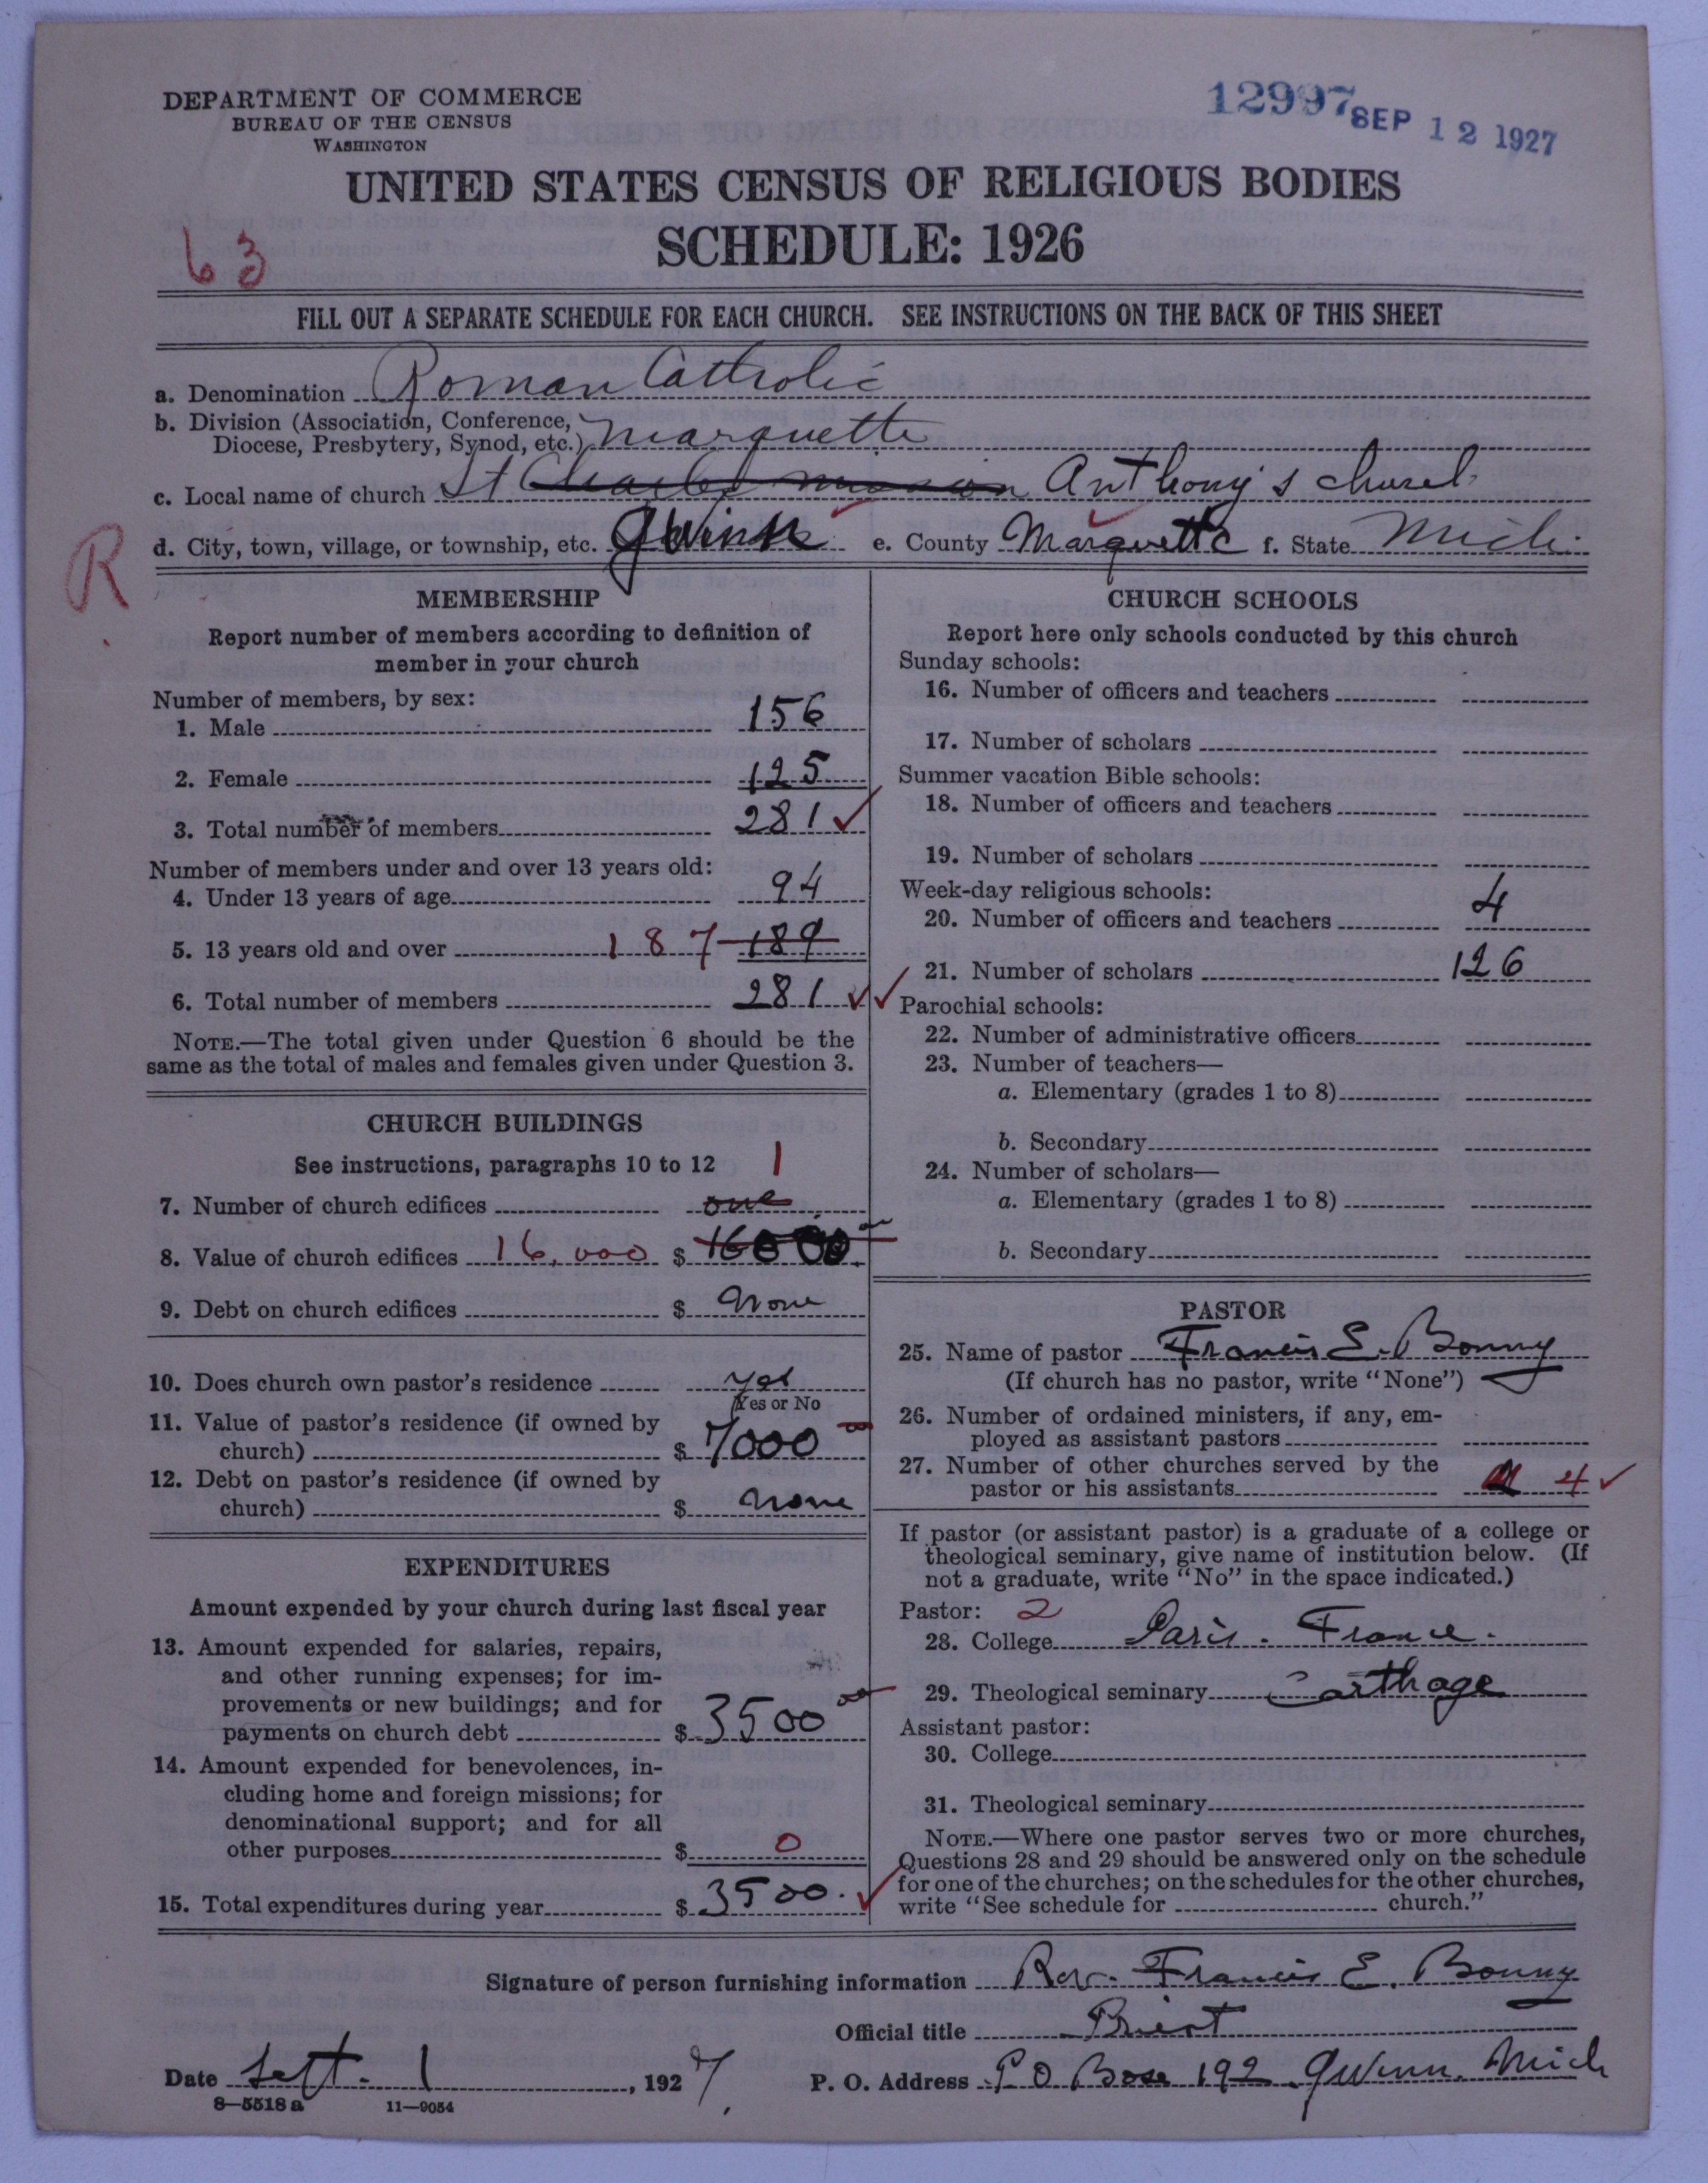 DEPARTMENT OF COMMERCE
BUREAU OF THE CENSUS
WASHINGTON
12997 SEP 12 1927
UNITED STATES CENSUS OF RELIGIOUS BODIES
SCHEDULE: 1926
63
FILL OUT A SEPARATE SCHEDULE FOR EACH CHURCH. SEE INSTRUCTIONS ON THE BACK OF THIS SHEET
a. Denomination Roman Catholic
b. Division (Association, Conference,
Diocese, Presbytery, Synod, etc.) Marquette
c. Local name of church St Charles mission Anthony's church
d. City, town, village, or township, etc. Gwinn e. County Marquette f. State Mich.
R
MEMBERSHIP
Report number of members according to definition of
member in your church
Number of members, by sex:
1. Male 156
2. Female 125
3. Total number of members 281 ✓
Number of members under and over 13 years old:
4. Under 13 years of age 94
5. 13 years old and over 187 189
6. Total number of members 281 ✓✓
NOTE.—The total given under Question 6 should be the
same as the total of males and females given under Question 3.
CHURCH BUILDINGS
See instructions, paragraphs 10 to 12 1
7. Number of church edifices one
8. Value of church edifices 16,000 $ 16000
9. Debt on church edifices $ none
10. Does church own pastor's residence yes
Yes or No
11. Value of pastor's residence (if owned by
church) $ 7000
12. Debt on pastor's residence (if owned by
church) $ none
EXPENDITURES
Amount expended by your church during last fiscal year
13. Amount expended for salaries, repairs,
and other running expenses; for im-
provements or new buildings; and for
payments on church debt $ 3500 00
14. Amount expended for benevolences, in-
cluding home and foreign missions; for
denominational support; and for all
other purposes $ 0
15. Total expenditures during year $ 3500. ✓
CHURCH SCHOOLS
Report here only schools conducted by this church
Sunday schools:
16. Number of officers and teachers
17. Number of scholars
Summer vacation Bible schools:
18. Number of officers and teachers
19. Number of scholars
Week-day religious schools:
20. Number of officers and teachers 4
21. Number of scholars 126
Parochial schools:
22. Number of administrative officers
23. Number of teachers—
a. Elementary (grades 1 to 8)
b. Secondary
24. Number of scholars—
a. Elementary (grades 1 to 8)
b. Secondary
PASTOR
25. Name of pastor Francis E. Bonny
(If church has no pastor, write "None")
26. Number of ordained ministers, if any, em-
ployed as assistant pastors
27. Number of other churches served by the
pastor or his assistants 4 ✓
If pastor (or assistant pastor) is a graduate of a college or
theological seminary, give name of institution below. (If
not a graduate, write "No" in the space indicated.)
Pastor: 2
28. College Paris. France.
29. Theological seminary Carthage
Assistant pastor:
30. College
31. Theological seminary
NOTE.—Where one pastor serves two or more churches,
Questions 28 and 29 should be answered only on the schedule
for one of the churches; on the schedules for the other churches,
write "See schedule for church."
Signature of person furnishing information Rev. Francis E. Bonny
Official title Priest
Date Sept. 1, 1927 P. O. Address P O Box 192 Gwinn. Mich
8—5518 a 11—9054